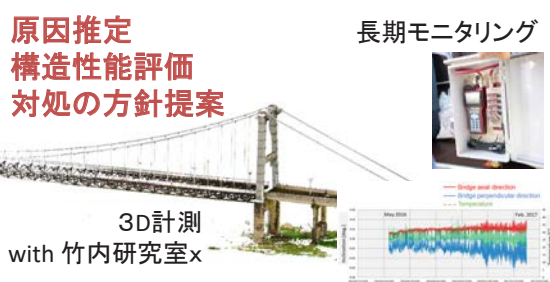 原因推定
構造性能評価
対処の方針提案
長期モニタリング
3D計測
with 竹内研究室x
Bridge axial direction
Bridge perpendicular direction
Temperature
May 2016
Feb. 2017